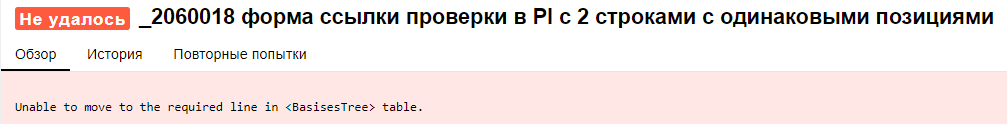 Не удалось _2060018 форма ссылки проверки в PI с 2 строками с одинаковыми позициями
Обзор История Повторные попытки
Unable to move to the required line in <BasisesTree> table.